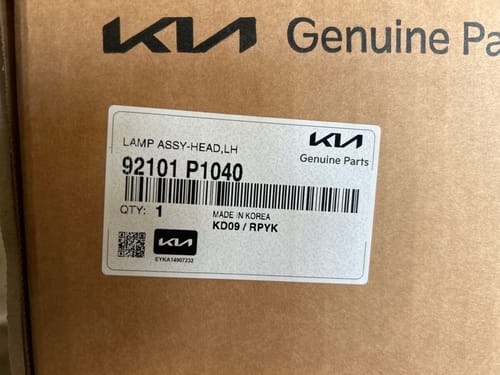 KIA Genuine Pa
LAMP ASSY-HEAD,LH
KIA
Genuine Parts
92101 P1040
QTY: 1
MADE IN KOREA
KD09 / RPYK
KIA
EYKA14907232